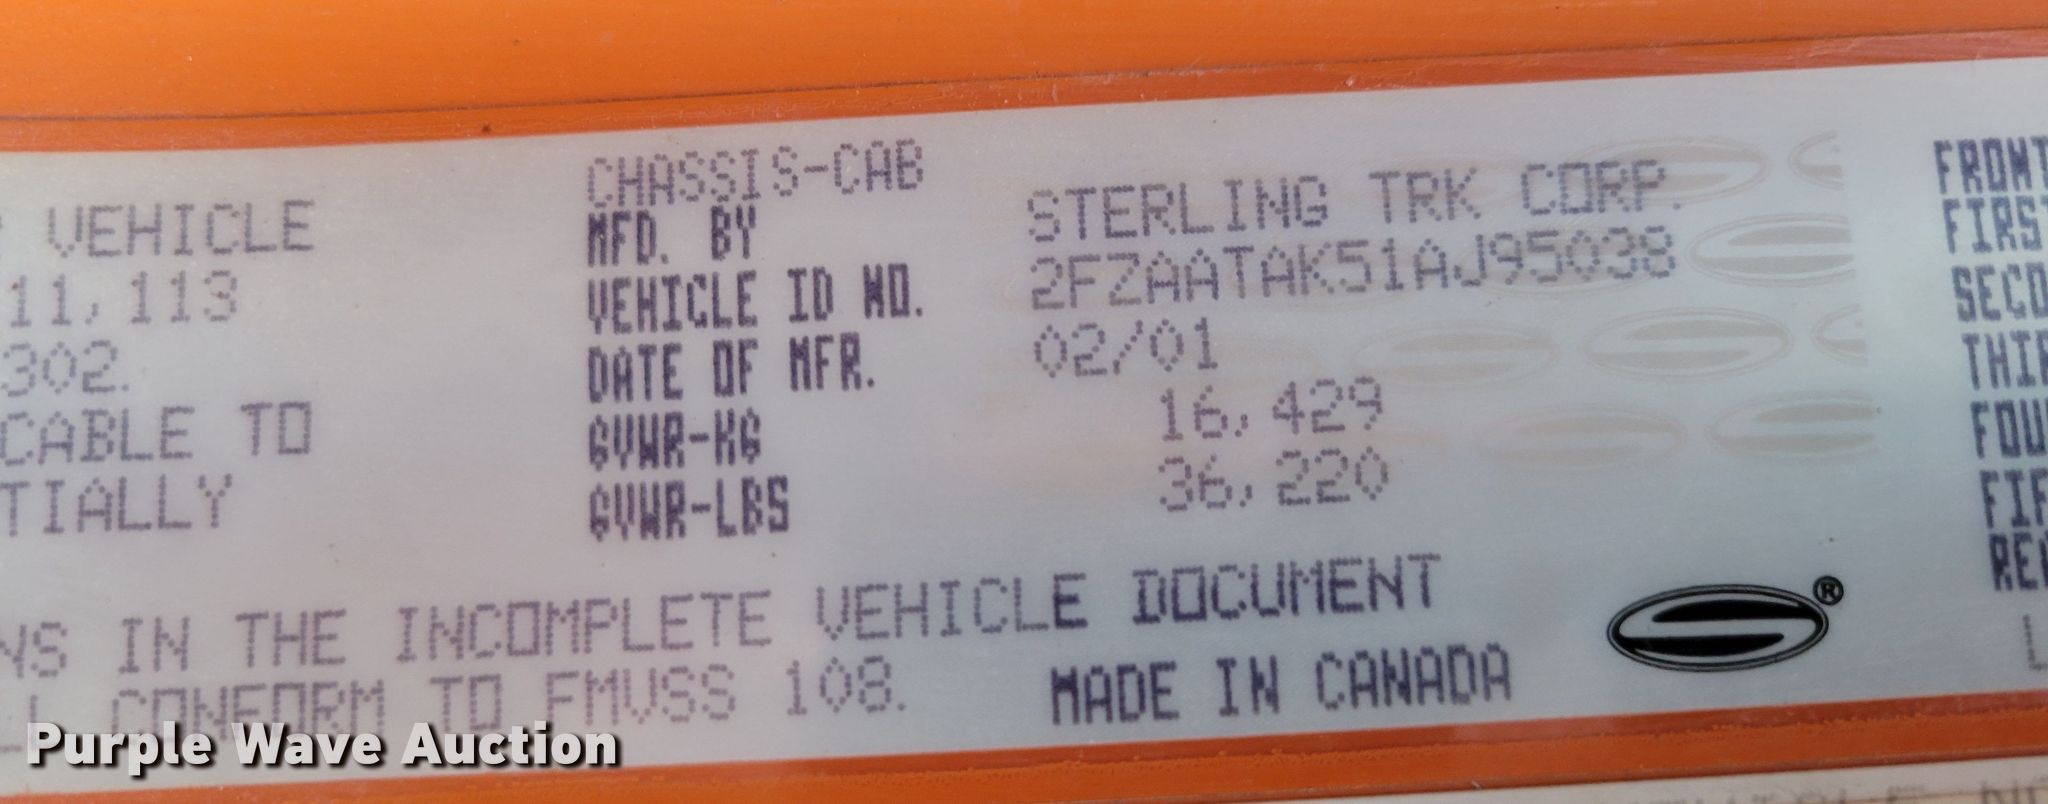 VEHICLE
11,113
302.
CABLE TO
TIALLY
NS IN THE INCOMPLETE VEHICLE DOCUMENT
CONFORM TO FMVSS 108.
MADE IN CANADA
CHASSIS-CAB
MFD. BY STERLING TRK CORP.
VEHICLE ID NO. 2FZAATAK51AJ95038
DATE OF MFR. 02/01
GVWR-KG 16,429
GVWR-LBS 36,220
®
FRONT
FIRS
SECO
THI
FOU
FI
RE
L
Purple Wave Auction